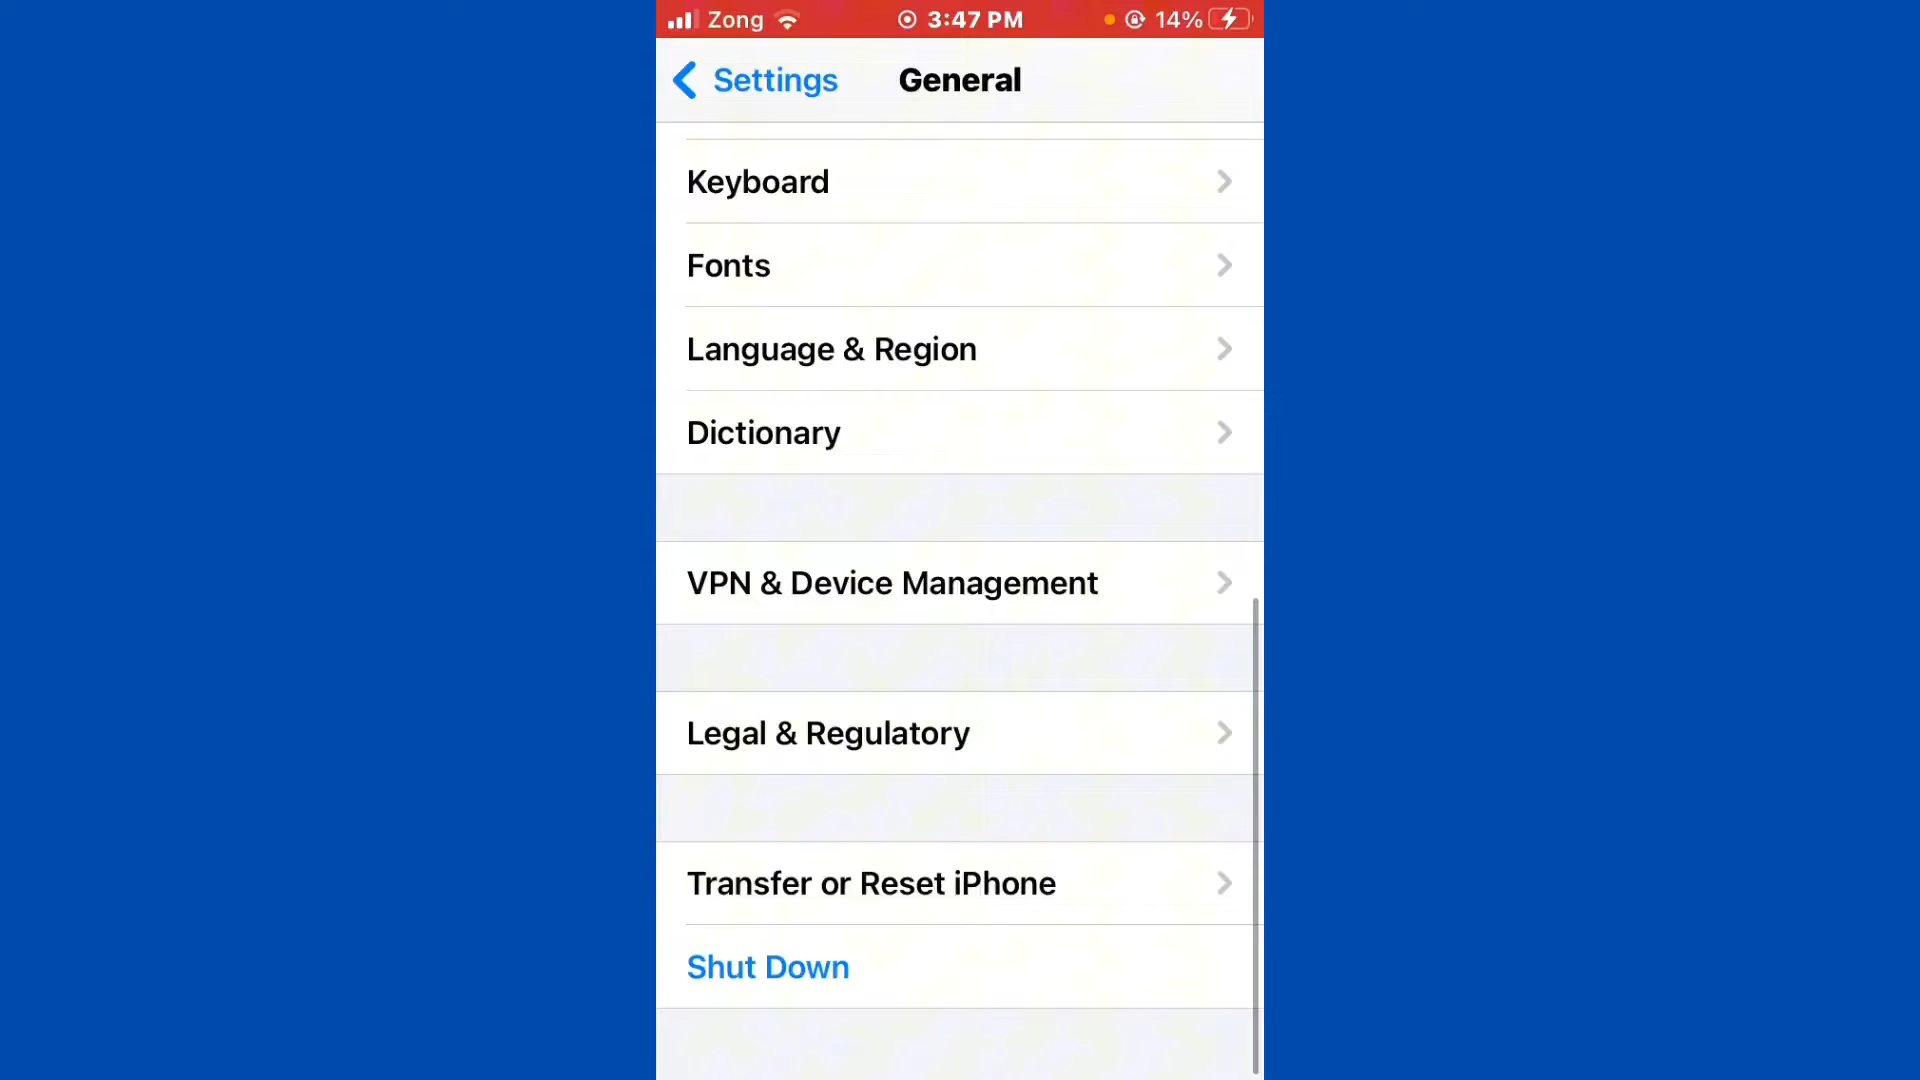 Zong 3:47 PM 14%
Settings General
Keyboard
Fonts
Language & Region
Dictionary
VPN & Device Management
Legal & Regulatory
Transfer or Reset iPhone
Shut Down